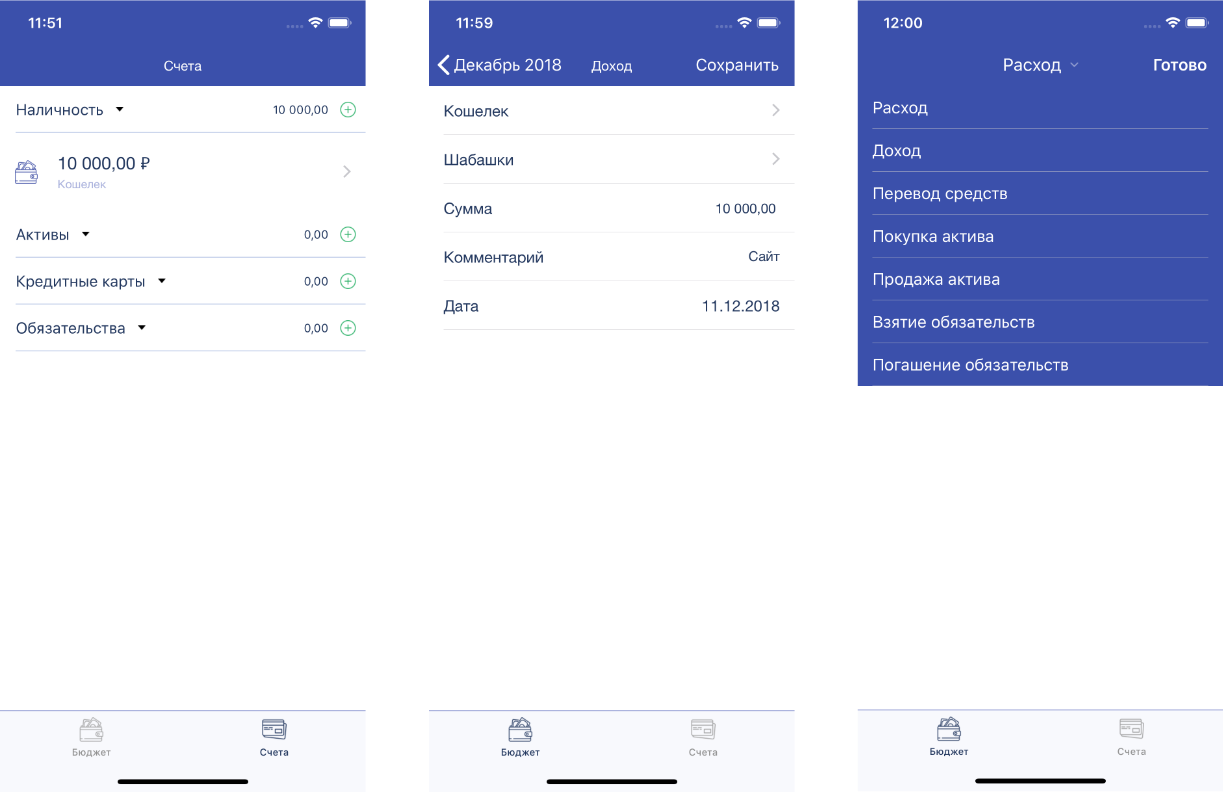 11:51
Счета
Наличность 10 000,00
10 000,00 ₽
Кошелек
Активы 0,00
Кредитные карты 0,00
Обязательства 0,00
Бюджет Счета
11:59
Декабрь 2018 Доход Сохранить
Кошелек
Шабашки
Сумма 10 000,00
Комментарий Сайт
Дата 11.12.2018
Бюджет Счета
12:00
Расход Готово
Расход
Доход
Перевод средств
Покупка актива
Продажа актива
Взятие обязательств
Погашение обязательств
Бюджет Счета